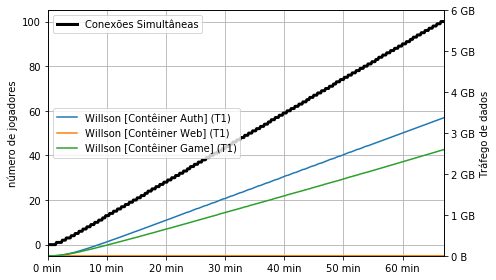 100
80
60
40
20
0
número de jogadores
Conexões Simultâneas
Willson [Contêiner Auth] (T1)
Willson [Contêiner Web] (T1)
Willson [Contêiner Game] (T1)
6 GB
5 GB
4 GB
3 GB
2 GB
1 GB
0 B
Tráfego de dados
0 min
10 min
20 min
30 min
40 min
50 min
60 min